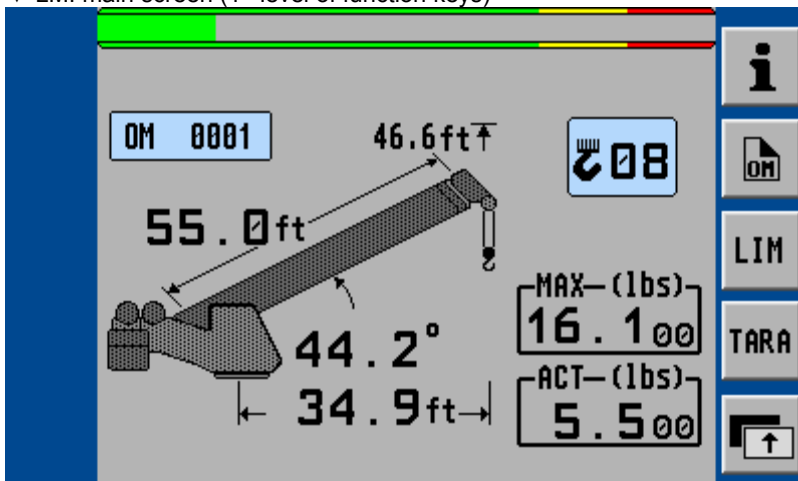 LMI main screen (1 level of function keys)
i
OM 0001
46.6ft
08
OM
55.0ft
LIM
MAX—(lbs)
16.100
44.2°
TARA
ACT—(lbs)
34.9ft
5.500